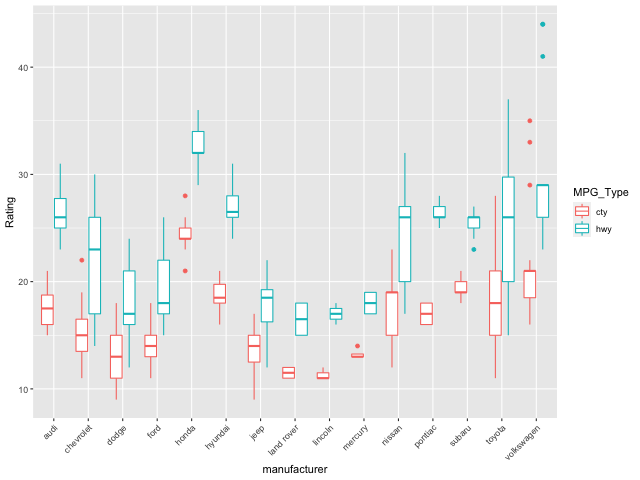 Rating
40
30
20
10
audi
chevrolet
dodge
ford
honda
hyundai
jeep
land rover
lincoln
mercury
nissan
pontiac
subaru
toyota
volkswagen
manufacturer
MPG_Type
cty
hwy